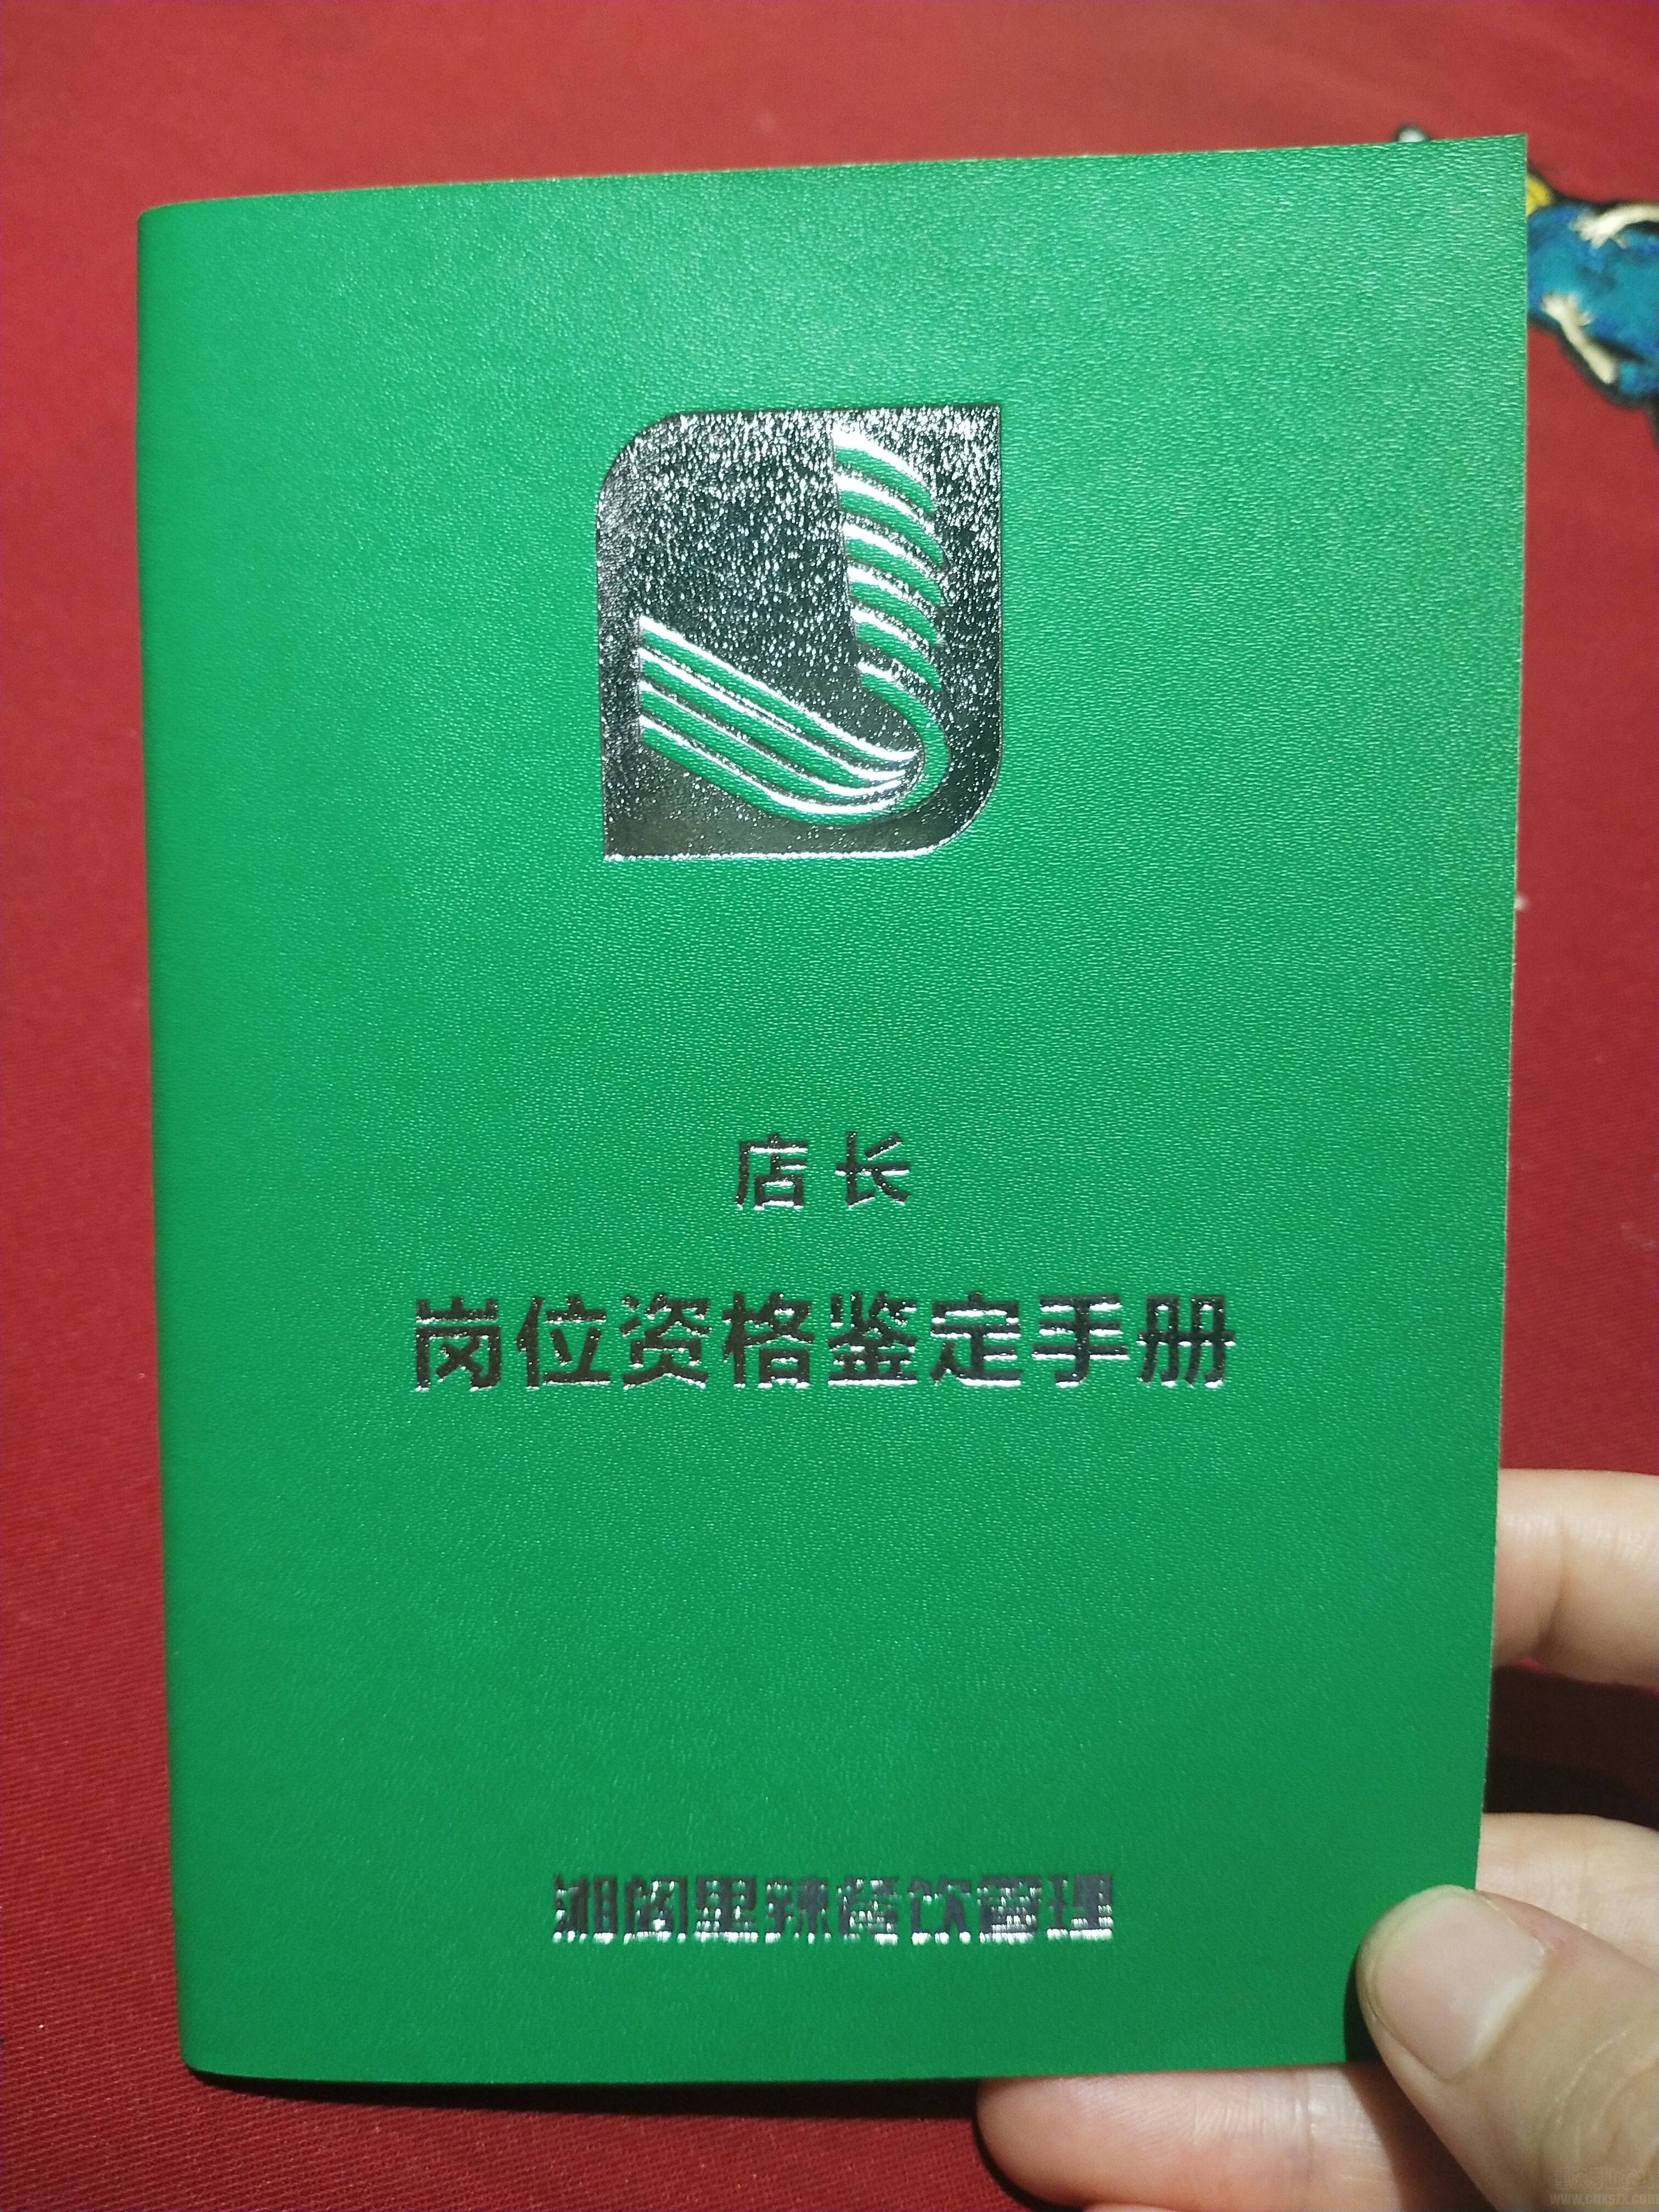 店长
岗位资格鉴定手册
湘阁里辣餐饮管理